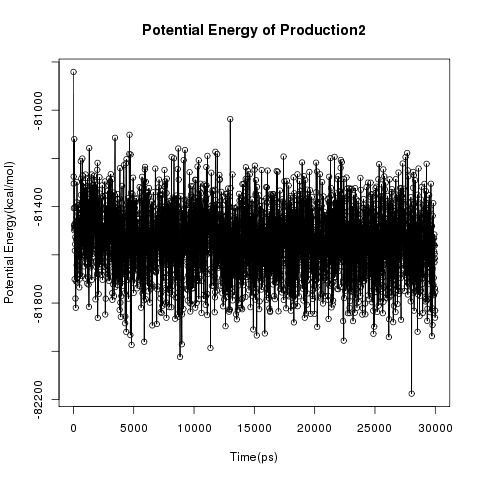 Potential Energy of Production2
Potential Energy(kcal/mol)
-81000
-81400
-81800
-82200
0 5000 10000 15000 20000 25000 30000
Time(ps)